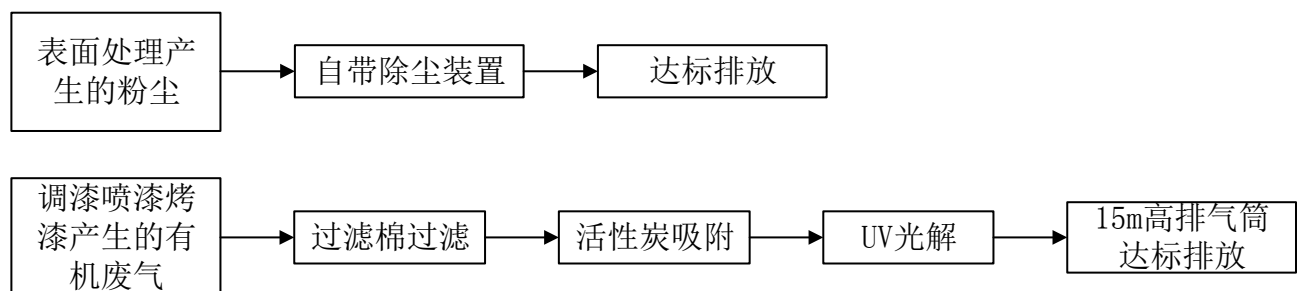 表面处理产
生的粉尘
自带除尘装置
达标排放
调漆喷漆烤
漆产生的有
机废气
过滤棉过滤
活性炭吸附
UV光解
15m高排气筒
达标排放